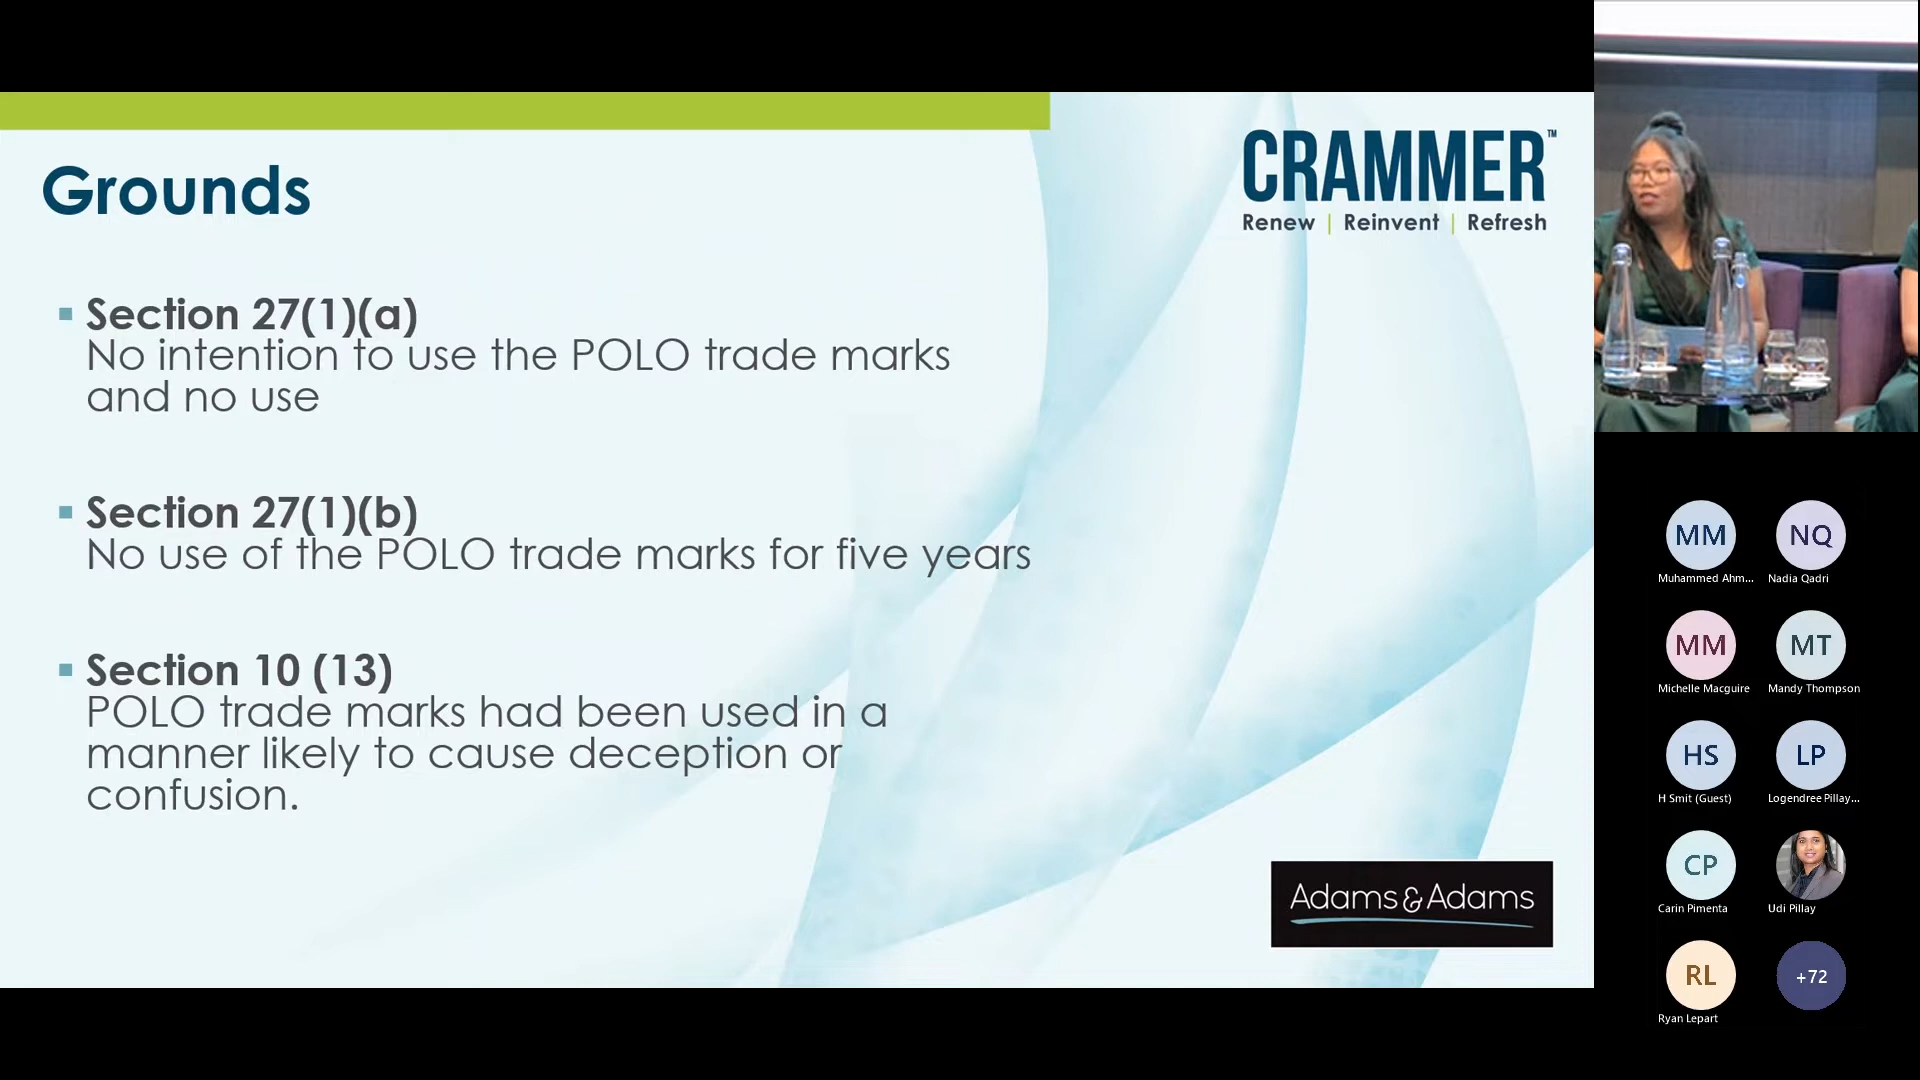 Grounds
CRAMMER™
Renew | Reinvent | Refresh
▪ Section 27(1)(a)
No intention to use the POLO trade marks
and no use
▪ Section 27(1)(b)
No use of the POLO trade marks for five years
▪ Section 10 (13)
POLO trade marks had been used in a
manner likely to cause deception or
confusion.
Adams & Adams
MM
NQ
Muhammed Ahm...
Nadia Qadri
MM
MT
Michelle Macguire
Mandy Thompson
HS
LP
H Smit (Guest)
Logendree Pillay...
CP
Carin Pimenta
Udi Pillay
RL
+72
Ryan Lepart